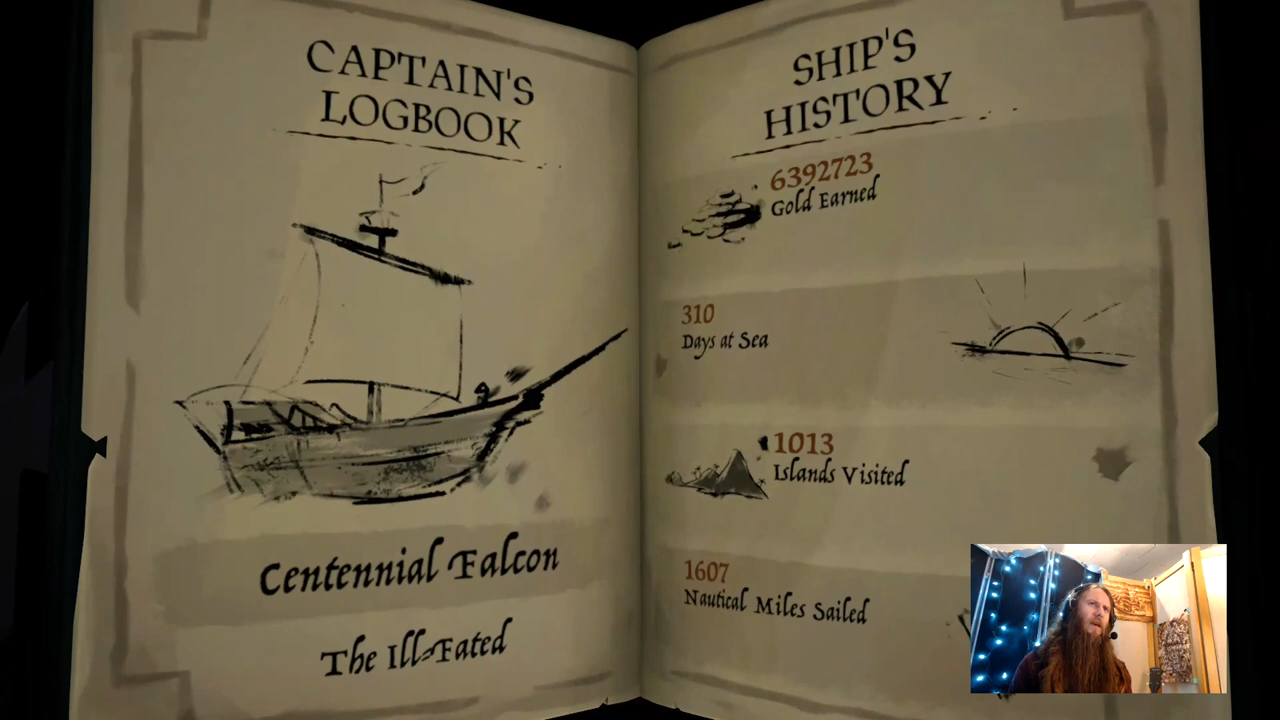 CAPTAIN'S
LOGBOOK
Centennial Falcon
The Ill-Fated
SHIP'S
HISTORY
6392723
Gold Earned
310
Days at Sea
1013
Islands Visited
1607
Nautical Miles Sailed